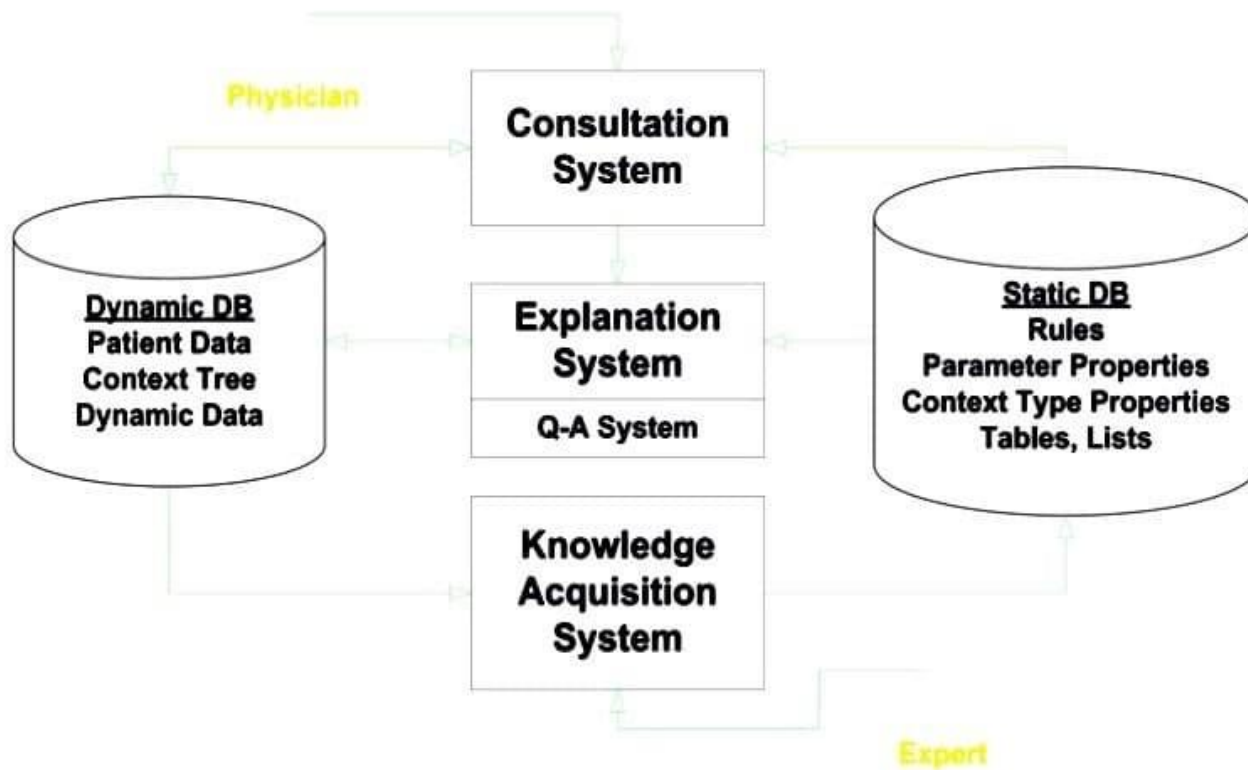 Physician
Consultation
System
Dynamic DB
Patient Data
Context Tree
Dynamic Data
Explanation
System
Q-A System
Static DB
Rules
Parameter Properties
Context Type Properties
Tables, Lists
Knowledge
Acquisition
System
Expert